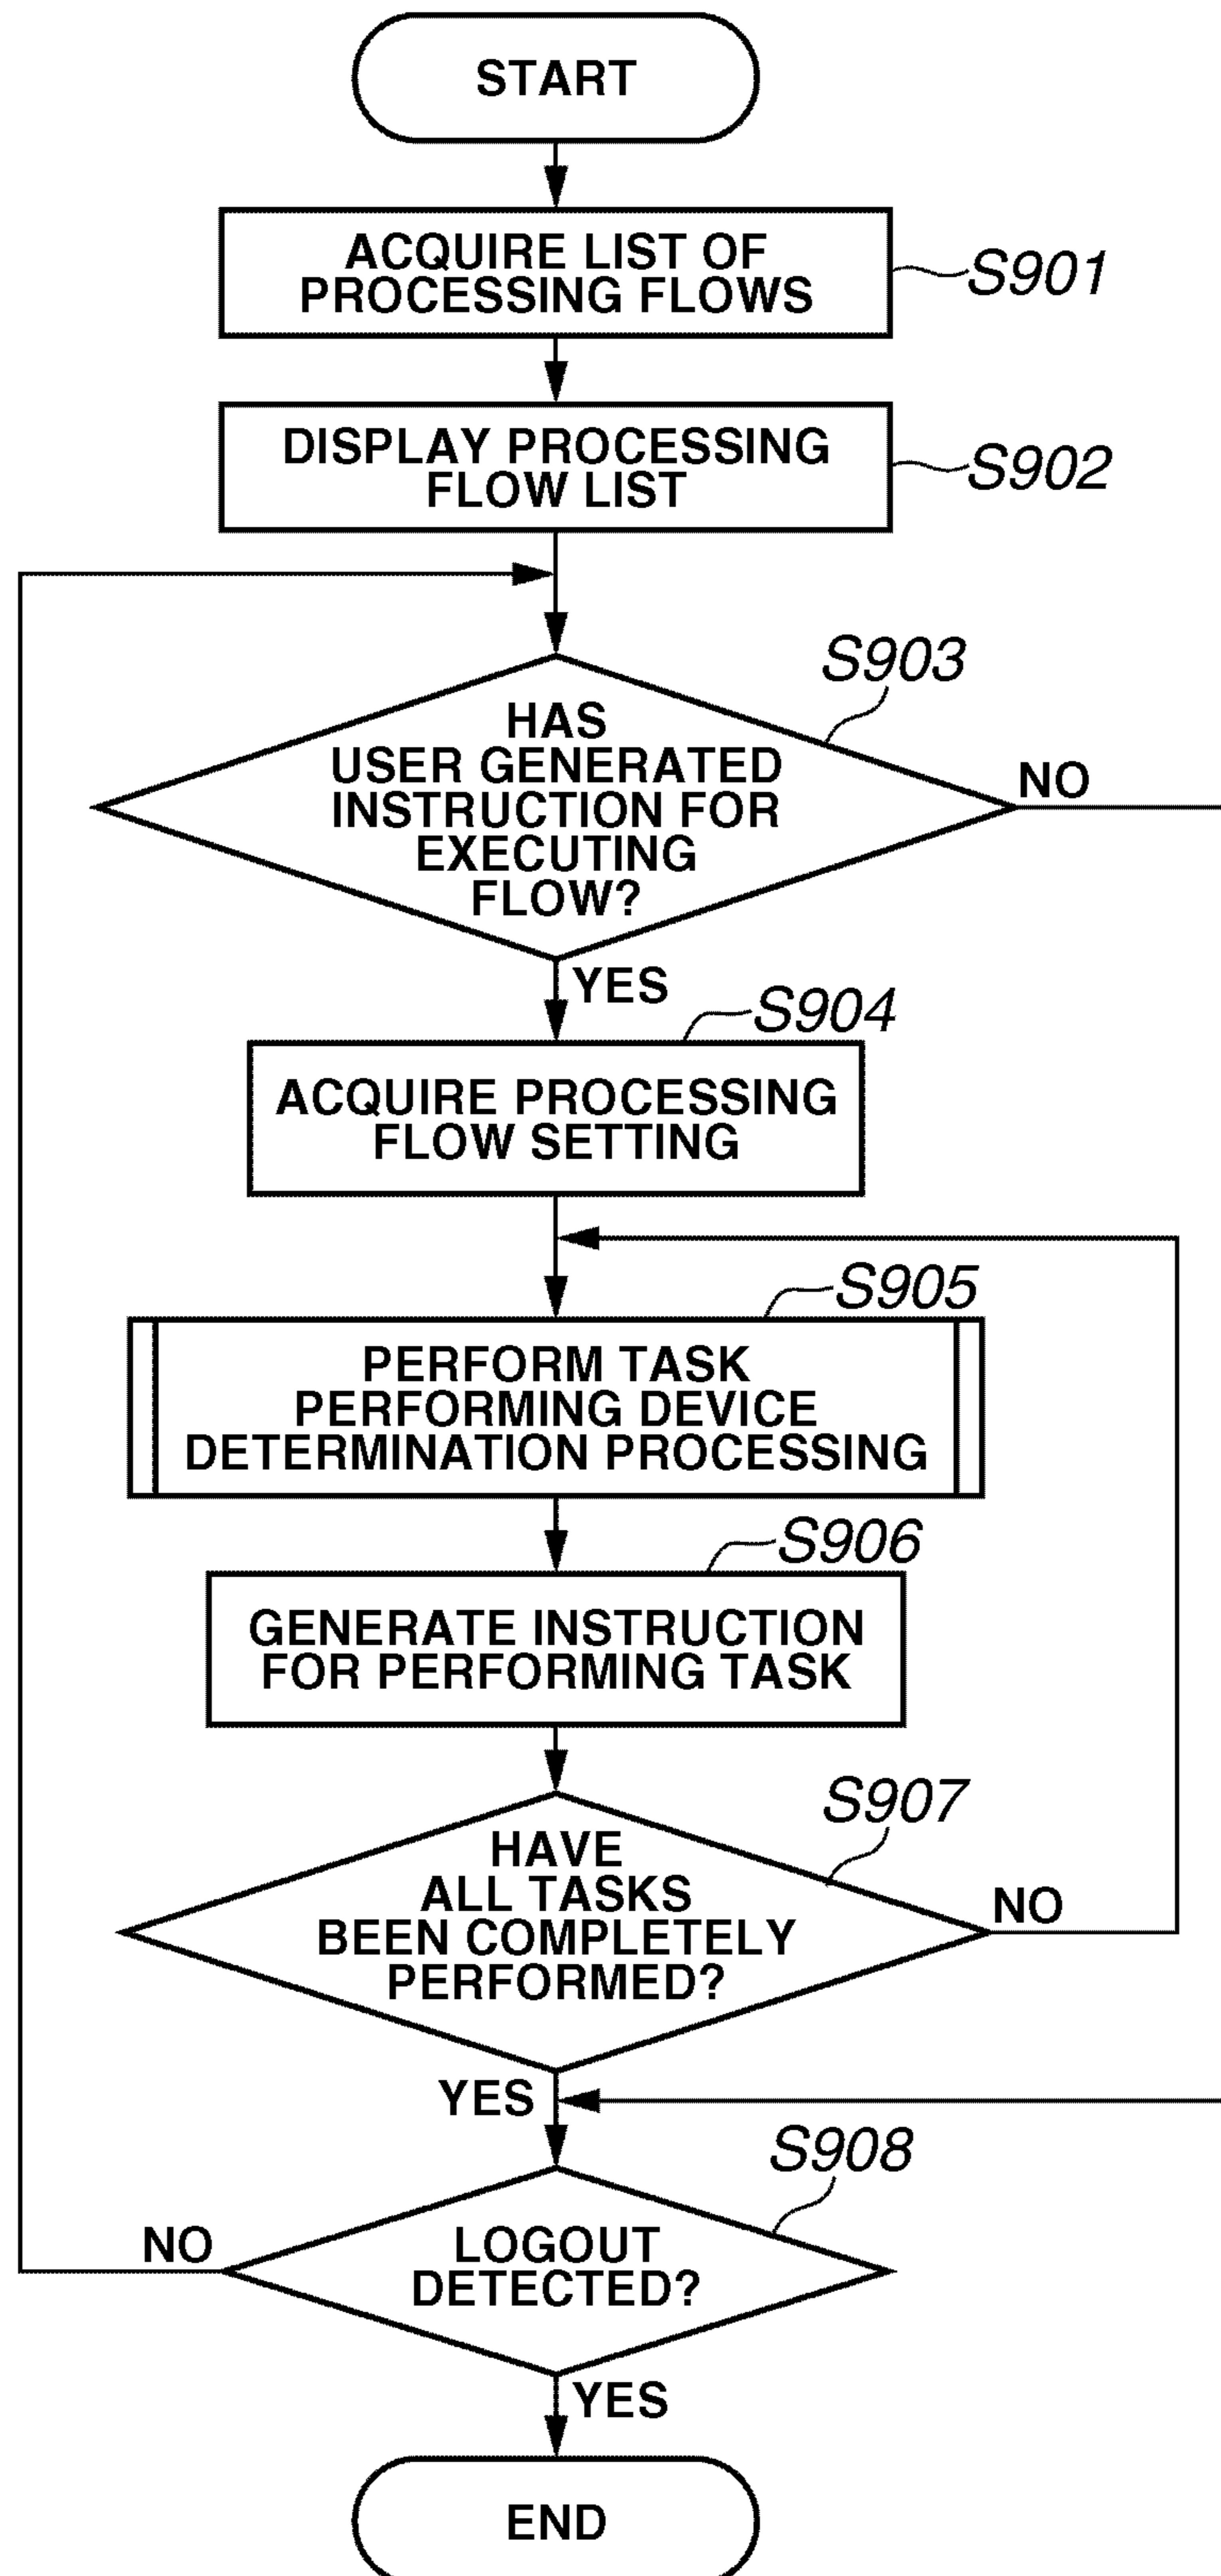 START
ACQUIRE LIST OF
PROCESSING FLOWS
S901
DISPLAY PROCESSING
FLOW LIST
S902
S903
HAS
USER GENERATED
INSTRUCTION FOR
EXECUTING
FLOW?
NO
YES
S904
ACQUIRE PROCESSING
FLOW SETTING
S905
PERFORM TASK
PERFORMING DEVICE
DETERMINATION PROCESSING
S906
GENERATE INSTRUCTION
FOR PERFORMING TASK
S907
HAVE
ALL TASKS
BEEN COMPLETELY
PERFORMED?
NO
YES
S908
NO
LOGOUT
DETECTED?
YES
END